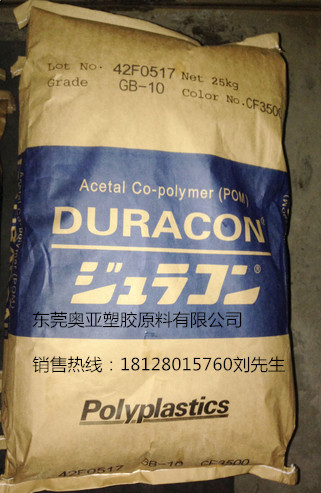 Lot No. 42F0517 Net 25kg
Grade GB-10 Color No. CF3500
Acetal Co-polymer (POM)
DURACON®
ジュラコン®
东莞奥亚塑胶原料有限公司
销售热线：18128015760刘先生
Polyplastics
42F0517 GB-10 CF3500